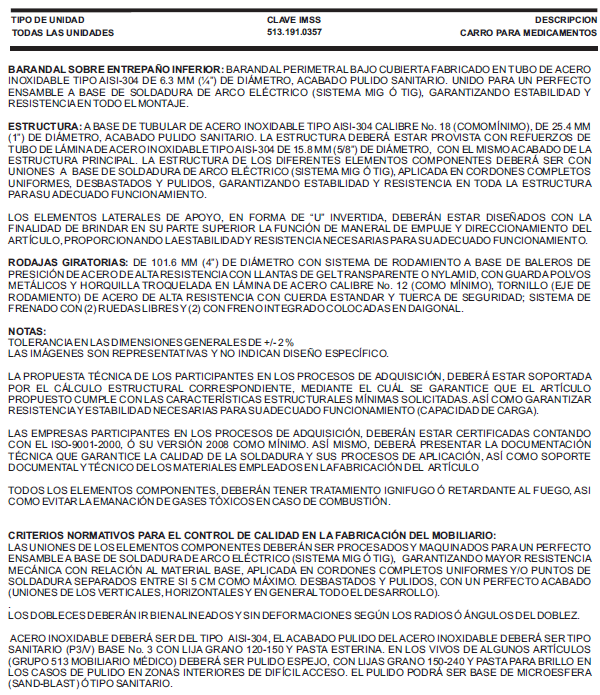 TIPO DE UNIDAD CLAVE IMSS DESCRIPCION
TODAS LAS UNIDADES 513.191.0357 CARRO PARA MEDICAMENTOS
BARANDAL SOBRE ENTREPAÑO INFERIOR: BARANDAL PERIMETRAL BAJO CUBIERTA FABRICADO EN TUBO DE ACERO
INOXIDABLE TIPO AISI-304 DE 6.3 MM (¼") DE DIÁMETRO, ACABADO PULIDO SANITARIO. UNIDO PARA UN PERFECTO
ENSAMBLE A BASE DE SOLDADURA DE ARCO ELÉCTRICO (SISTEMA MIG Ó TIG), GARANTIZANDO ESTABILIDAD Y
RESISTENCIA EN TODO EL MONTAJE.
ESTRUCTURA: A BASE DE TUBULAR DE ACERO INOXIDABLE TIPO AISI-304 CALIBRE No. 18 (COMO MÍNIMO), DE 25.4 MM
(1") DE DIÁMETRO, ACABADO PULIDO SANITARIO. LA ESTRUCTURA DEBERÁ ESTAR PROVISTA CON REFUERZOS DE
TUBO DE LÁMINA DE ACERO INOXIDABLE TIPO AISI-304 DE 15.8 MM (5/8") DE DIÁMETRO, CON EL MISMO ACABADO DE LA
ESTRUCTURA PRINCIPAL. LA ESTRUCTURA DE LOS DIFERENTES ELEMENTOS COMPONENTES DEBERÁ SER CON
UNIONES A BASE DE SOLDADURA DE ARCO ELÉCTRICO (SISTEMA MIG Ó TIG), APLICADA EN CORDONES COMPLETOS
UNIFORMES, DESBASTADOS Y PULIDOS, GARANTIZANDO ESTABILIDAD Y RESISTENCIA EN TODA LA ESTRUCTURA
PARA SU ADECUADO FUNCIONAMIENTO.
LOS ELEMENTOS LATERALES DE APOYO, EN FORMA DE "U" INVERTIDA, DEBERÁN ESTAR DISEÑADOS CON LA
FINALIDAD DE BRINDAR EN SU PARTE SUPERIOR LA FUNCIÓN DE MANERAL DE EMPUJE Y DIRECCIONAMIENTO DEL
ARTÍCULO, PROPORCIONANDO LA ESTABILIDAD Y RESISTENCIA NECESARIAS PARA SU ADECUADO FUNCIONAMIENTO.
RODAJAS GIRATORIAS: DE 101.6 MM (4") DE DIÁMETRO CON SISTEMA DE RODAMIENTO A BASE DE BALEROS DE
PRESICIÓN DE ACERO DE ALTA RESISTENCIA CON LLANTAS DE GEL TRANSPARENTE O NYLAMID, CON GUARDA POLVOS
METÁLICOS Y HORQUILLA TROQUELADA EN LÁMINA DE ACERO CALIBRE No. 12 (COMO MÍNIMO), TORNILLO (EJE DE
RODAMIENTO) DE ACERO DE ALTA RESISTENCIA CON CUERDA ESTANDAR Y TUERCA DE SEGURIDAD; SISTEMA DE
FRENADO CON (2) RUEDAS LIBRES Y (2) CON FRENO INTEGRADO COLOCADAS EN DAIGONAL.
NOTAS:
TOLERANCIA EN LAS DIMENSIONES GENERALES DE +/- 2 %
LAS IMÁGENES SON REPRESENTATIVAS Y NO INDICAN DISEÑO ESPECÍFICO.
LA PROPUESTA TÉCNICA DE LOS PARTICIPANTES EN LOS PROCESOS DE ADQUISICIÓN, DEBERÁ ESTAR SOPORTADA
POR EL CÁLCULO ESTRUCTURAL CORRESPONDIENTE, MEDIANTE EL CUÁL SE GARANTICE QUE EL ARTÍCULO
PROPUESTO CUMPLE CON LAS CARACTERÍSTICAS ESTRUCTURALES MÍNIMAS SOLICITADAS. ASÍ COMO GARANTIZAR
RESISTENCIA Y ESTABILIDAD NECESARIAS PARA SU ADECUADO FUNCIONAMIENTO (CAPACIDAD DE CARGA).
LAS EMPRESAS PARTICIPANTES EN LOS PROCESOS DE ADQUISICIÓN, DEBERÁN ESTAR CERTIFICADAS CONTANDO
CON EL ISO-9001-2000, Ó SU VERSIÓN 2008 COMO MÍNIMO. ASÍ MISMO, DEBERÁ PRESENTAR LA DOCUMENTACIÓN
TÉCNICA QUE GARANTICE LA CALIDAD DE LA SOLDADURA Y SUS PROCESOS DE APLICACIÓN, ASÍ COMO SOPORTE
DOCUMENTAL Y TÉCNICO DE LOS MATERIALES EMPLEADOS EN LA FABRICACIÓN DEL ARTÍCULO
TODOS LOS ELEMENTOS COMPONENTES, DEBERÁN TENER TRATAMIENTO IGNIFUGO Ó RETARDANTE AL FUEGO, ASI
COMO EVITAR LA EMANACIÓN DE GASES TÓXICOS EN CASO DE COMBUSTIÓN.
CRITERIOS NORMATIVOS PARA EL CONTROL DE CALIDAD EN LA FABRICACIÓN DEL MOBILIARIO:
LAS UNIONES DE LOS ELEMENTOS COMPONENTES DEBERÁN SER PROCESADOS Y MAQUINADOS PARA UN PERFECTO
ENSAMBLE A BASE DE SOLDADURA DE ARCO ELÉCTRICO (SISTEMA MIG Ó TIG), GARANTIZANDO MAYOR RESISTENCIA
MECÁNICA CON RELACIÓN AL MATERIAL BASE, APLICADA EN CORDONES COMPLETOS UNIFORMES Y/O PUNTOS DE
SOLDADURA SEPARADOS ENTRE SI 5 CM COMO MÁXIMO. DESBASTADOS Y PULIDOS, CON UN PERFECTO ACABADO
(UNIONES DE LOS VERTICALES, HORIZONTALES Y EN GENERAL TODO EL DESARROLLO).
.
LOS DOBLECES DEBERÁN IR BIEN ALINEADOS Y SIN DEFORMACIONES SEGÚN LOS RADIOS Ó ÁNGULOS DEL DOBLEZ.
ACERO INOXIDABLE DEBERÁ SER DEL TIPO AISI-304, EL ACABADO PULIDO DEL ACERO INOXIDABLE DEBERÁ SER TIPO
SANITARIO (P3/V) BASE No. 3 CON LIJA GRANO 120-150 Y PASTA ESTERINA. EN LOS VIVOS DE ALGUNOS ARTÍCULOS
(GRUPO 513 MOBILIARIO MÉDICO) DEBERÁ SER PULIDO ESPEJO, CON LIJAS GRANO 150-240 Y PASTA PARA BRILLO EN
LOS CASOS DE PULIDO EN ZONAS INTERIORES DE DIFÍCIL ACCESO. EL PULIDO PODRÁ SER BASE DE MICROESFERA
(SAND-BLAST) Ó TIPO SANITARIO.